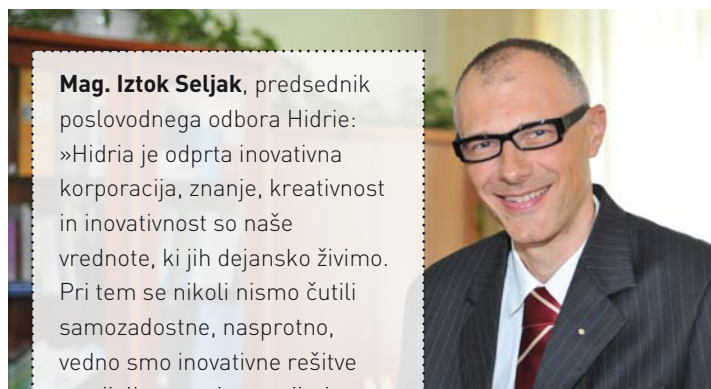 Mag. Iztok Seljak, predsednik
poslovodnega odbora Hidrie:
»Hidria je odprta inovativna
korporacija, znanje, kreativnost
in inovativnost so naše
vrednote, ki jih dejansko živimo.
Pri tem se nikoli nismo čutili
samozadostne, nasprotno,
vedno smo inovativne rešitve